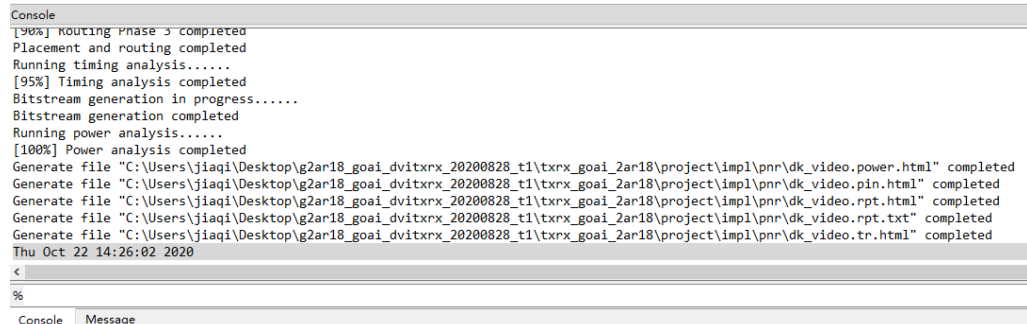 Console
[90%] Routing Phase 3 completed
Placement and routing completed
Running timing analysis......
[95%] Timing analysis completed
Bitstream generation in progress......
Bitstream generation completed
Running power analysis......
[100%] Power analysis completed
Generate file "C:\Users\jiaqi\Desktop\g2ar18_goai_dvitxrx_20200828_t1\txrx_goai_2ar18\project\impl\pnr\dk_video.power.html" completed
Generate file "C:\Users\jiaqi\Desktop\g2ar18_goai_dvitxrx_20200828_t1\txrx_goai_2ar18\project\impl\pnr\dk_video.pin.html" completed
Generate file "C:\Users\jiaqi\Desktop\g2ar18_goai_dvitxrx_20200828_t1\txrx_goai_2ar18\project\impl\pnr\dk_video.rpt.html" completed
Generate file "C:\Users\jiaqi\Desktop\g2ar18_goai_dvitxrx_20200828_t1\txrx_goai_2ar18\project\impl\pnr\dk_video.rpt.txt" completed
Generate file "C:\Users\jiaqi\Desktop\g2ar18_goai_dvitxrx_20200828_t1\txrx_goai_2ar18\project\impl\pnr\dk_video.tr.html" completed
Thu Oct 22 14:26:02 2020
%
Console Message